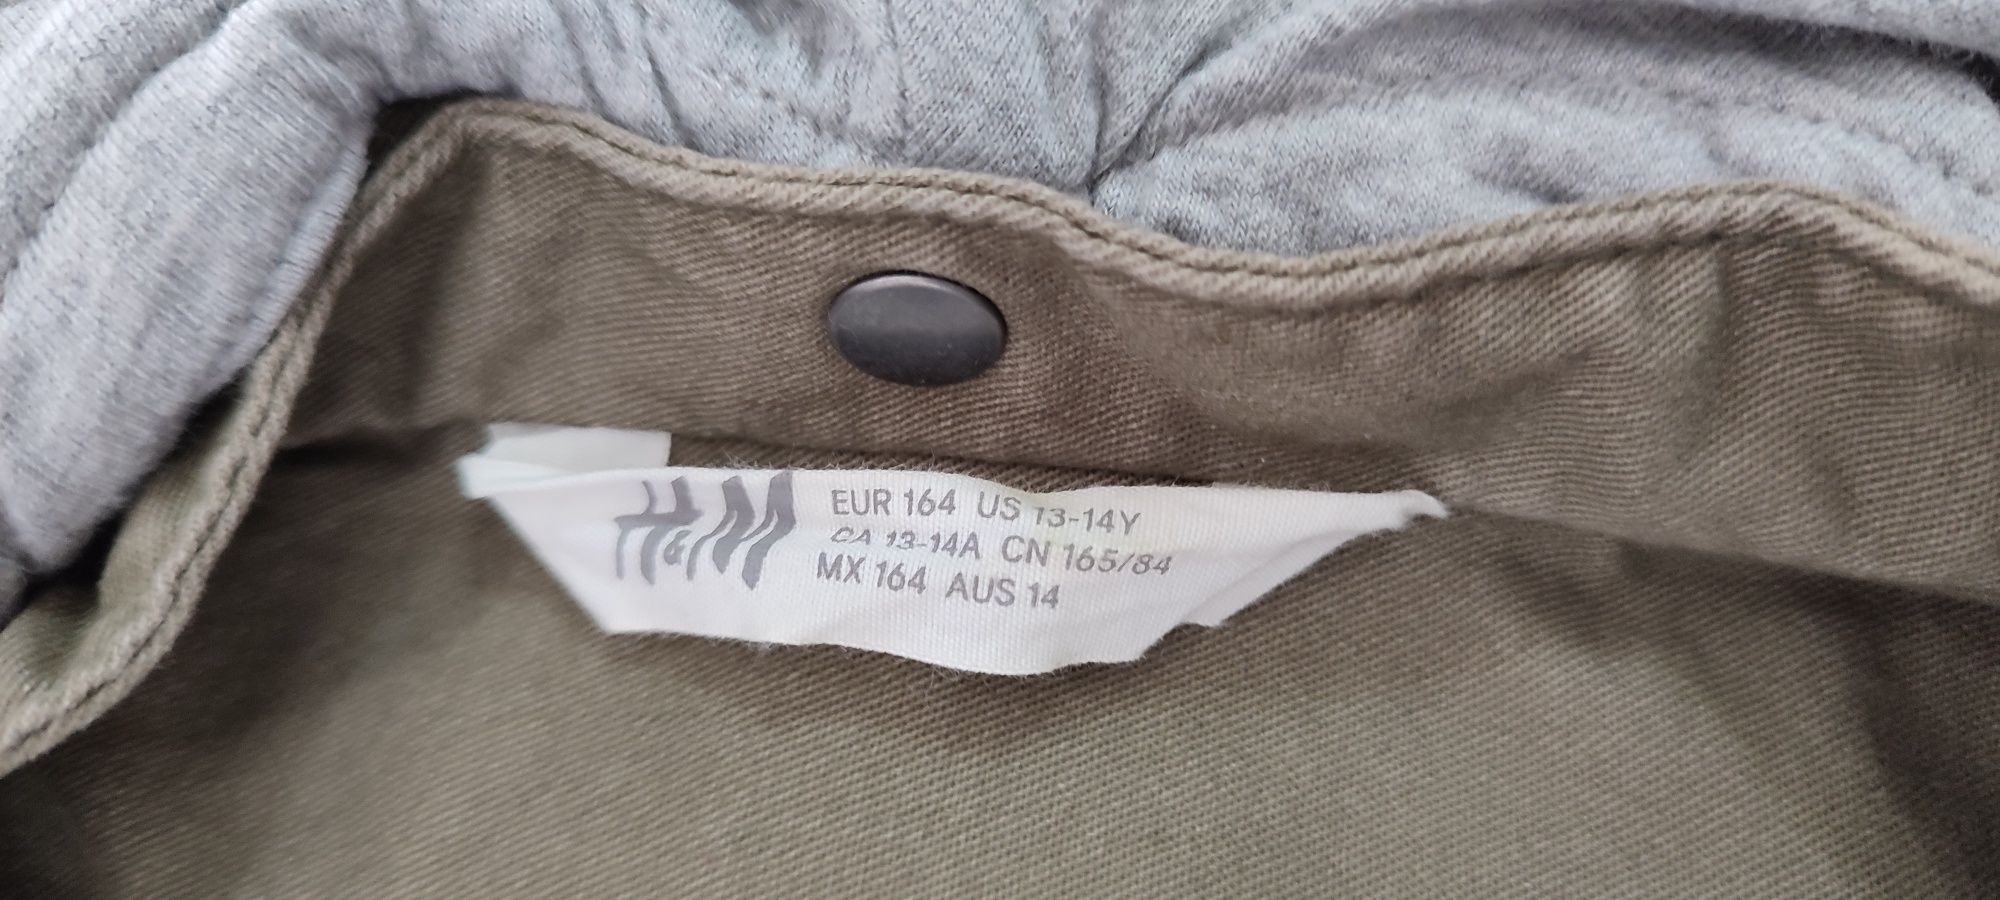 H&M
EUR 164 US 13-14Y
CA 13-14A CN 165/84
MX 164 AUS 14